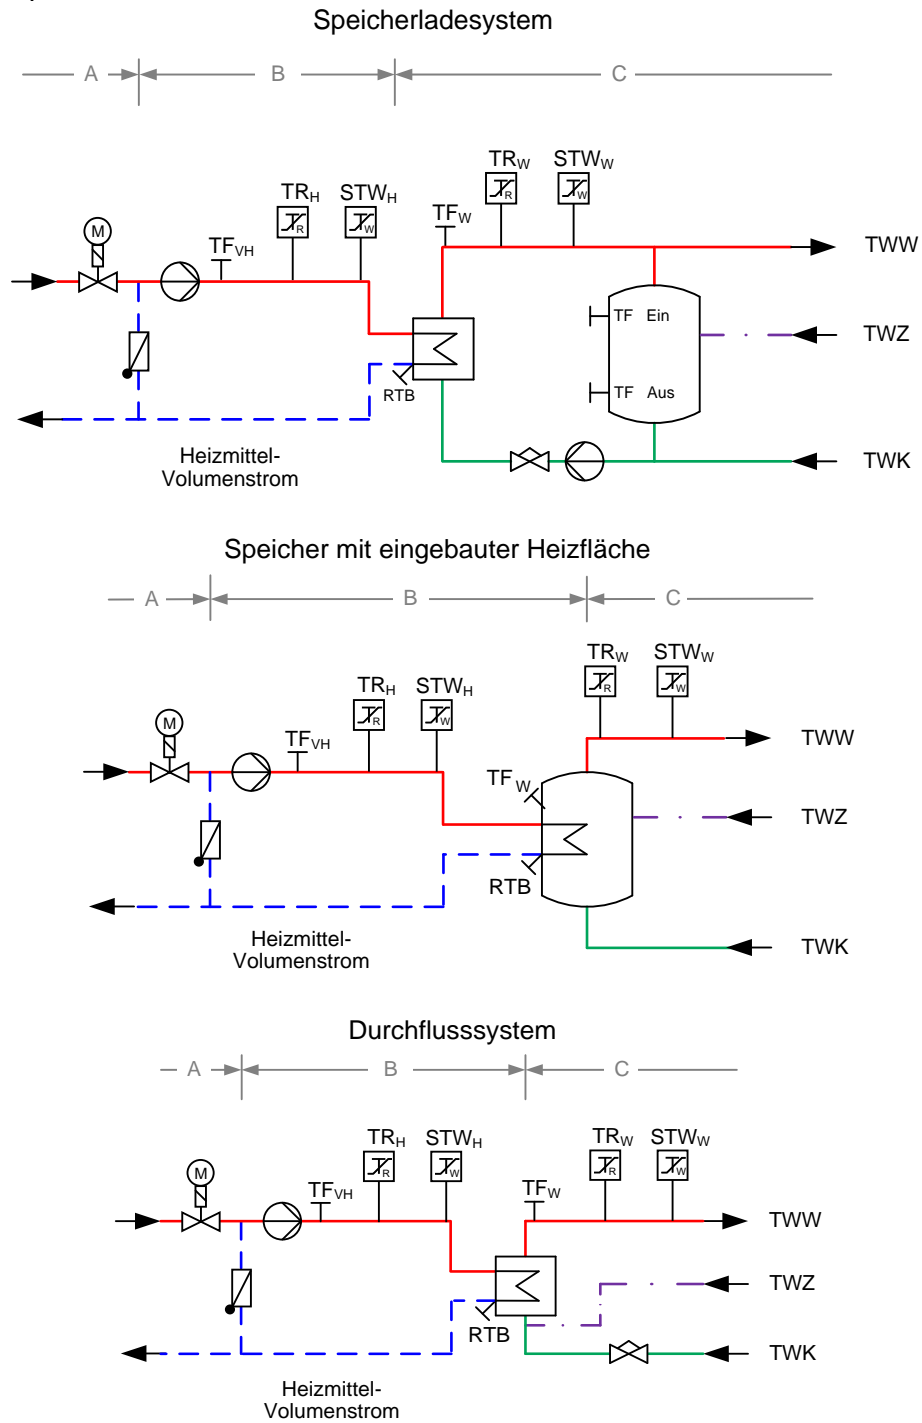 Speicherladesystem
A B C
TRW STWW
R W
TRH STWH
R W
TFW
M
TFVH
TWW
TF Ein
TWZ
RTB
TF Aus
Heizmittel-
Volumenstrom
TWK
Speicher mit eingebauter Heizfläche
A B C
TRW STWW
R W
TRH STWH
R W
M
TFVH
TWW
TFW
TWZ
RTB
Heizmittel-
Volumenstrom
TWK
Durchflusssystem
A B C
TRH STWH TRW STWW
R W R W
M
TFVH TFW
TWW
TWZ
RTB
TWK
Heizmittel-
Volumenstrom